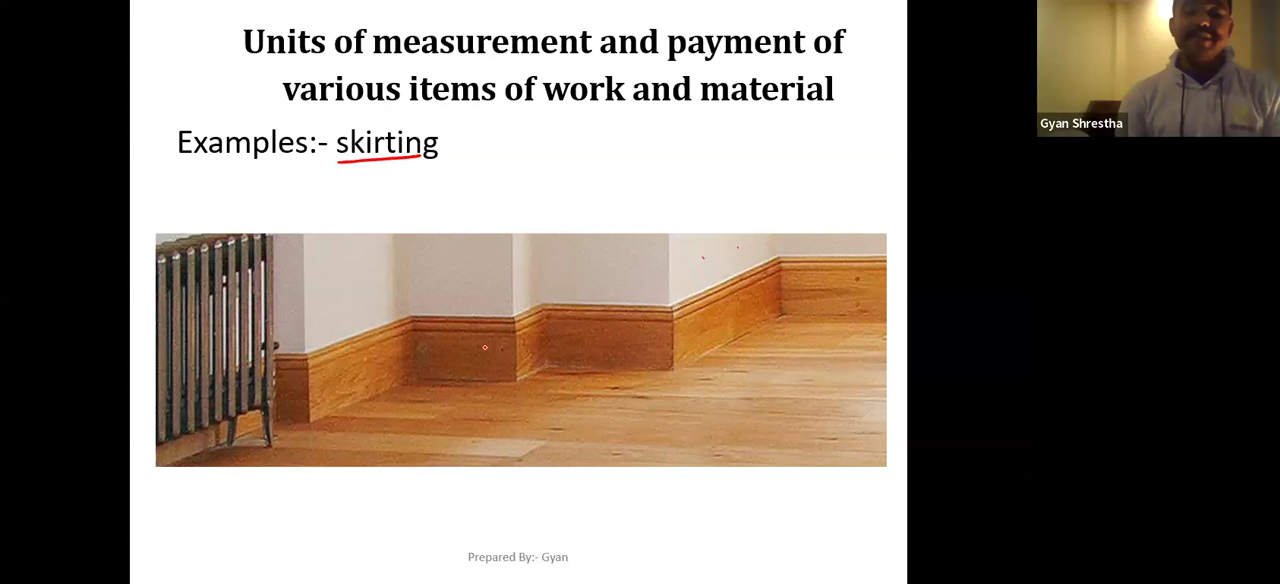 Units of measurement and payment of
various items of work and material
Examples:- skirting
Gyan Shrestha
Prepared By:- Gyan